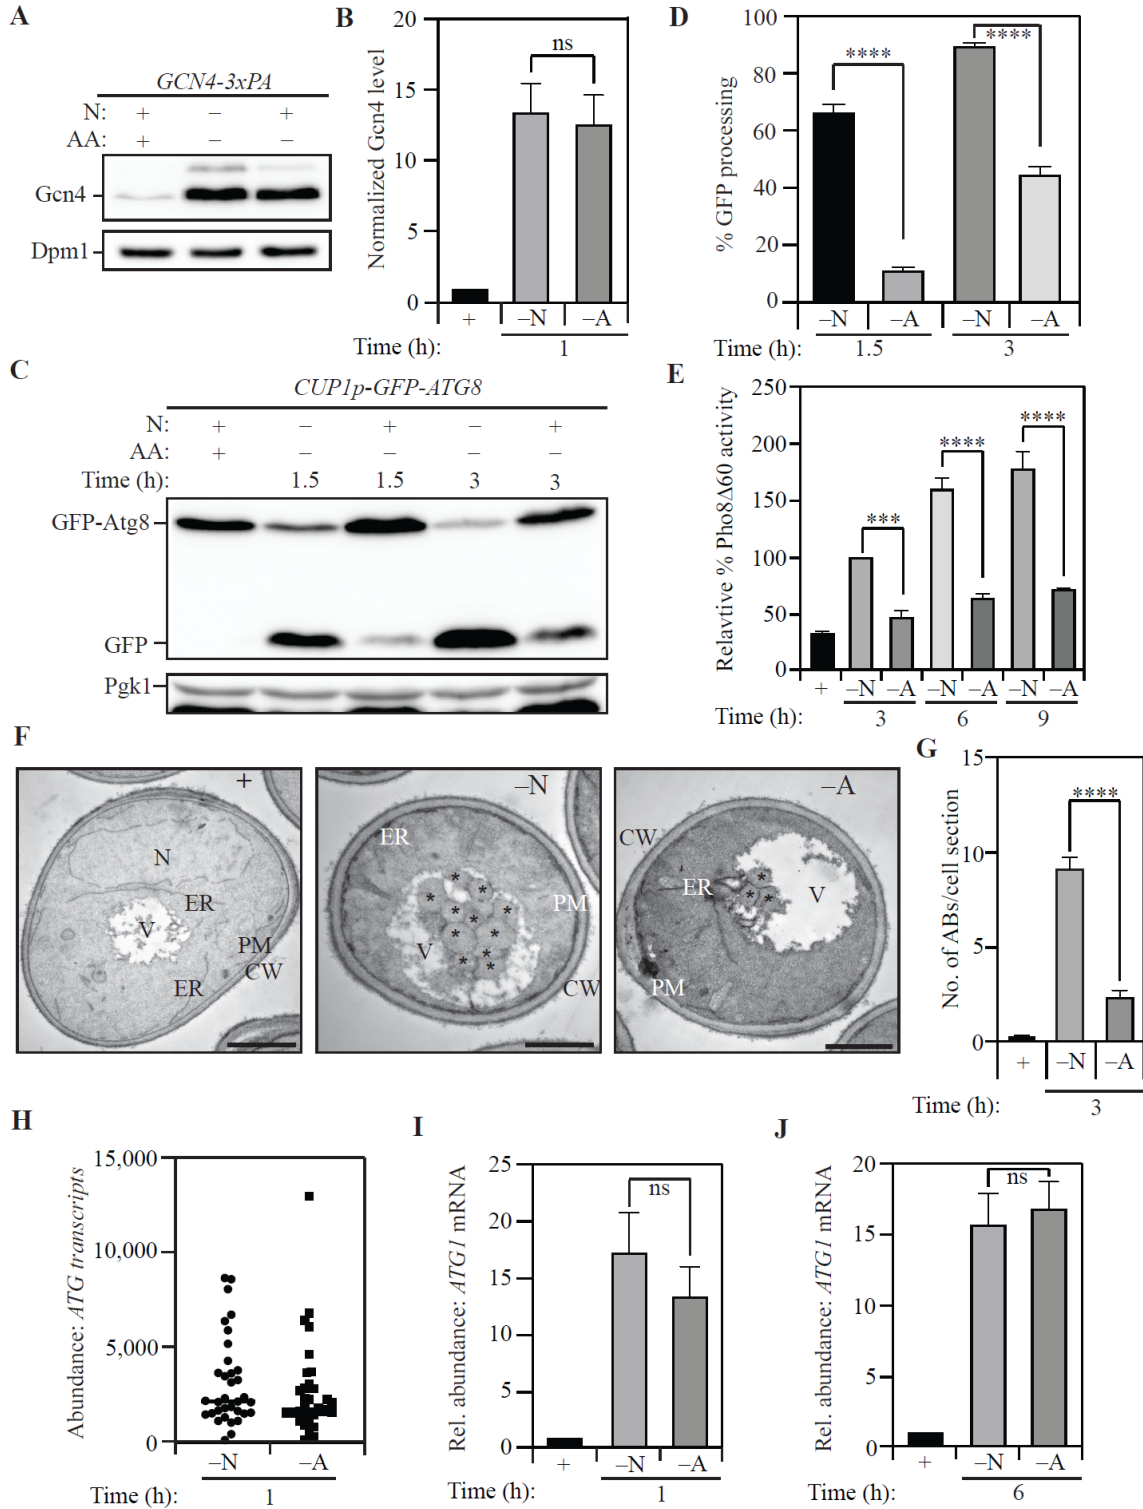 A
GCN4-3xPA
N: + − +
AA: + − −
Gcn4
Dpm1
B
Normalized Gcn4 level
20
15
10
5
0
ns
+ −N −A
Time (h): 1
D
% GFP processing
100
80
60
40
20
0
**** ****
−N −A −N −A
Time (h): 1.5 3
C
CUP1p-GFP-ATG8
N: + − + − +
AA: + − − − −
Time (h): 1.5 1.5 3 3
GFP-Atg8
GFP
Pgk1
E
Relavtive % Pho8Δ60 activity
250
200
150
100
50
0
*** **** ****
+ −N −A −N −A −N −A
Time (h): 3 6 9
F
+
N
ER
V
PM
CW
ER
−N
ER
PM
V
CW
* * * * * * * * * *
−A
CW
ER
V
PM
* * *
G
No. of ABs/cell section
15
10
5
0
****
+ −N −A
Time (h): 3
H
Abundance: ATG transcripts
15,000
10,000
5,000
0
−N −A
Time (h): 1
I
Rel. abundance: ATG1 mRNA
25
20
15
10
5
0
ns
+ −N −A
Time (h): 1
J
Rel. abundance: ATG1 mRNA
20
15
10
5
0
ns
+ −N −A
Time (h): 6